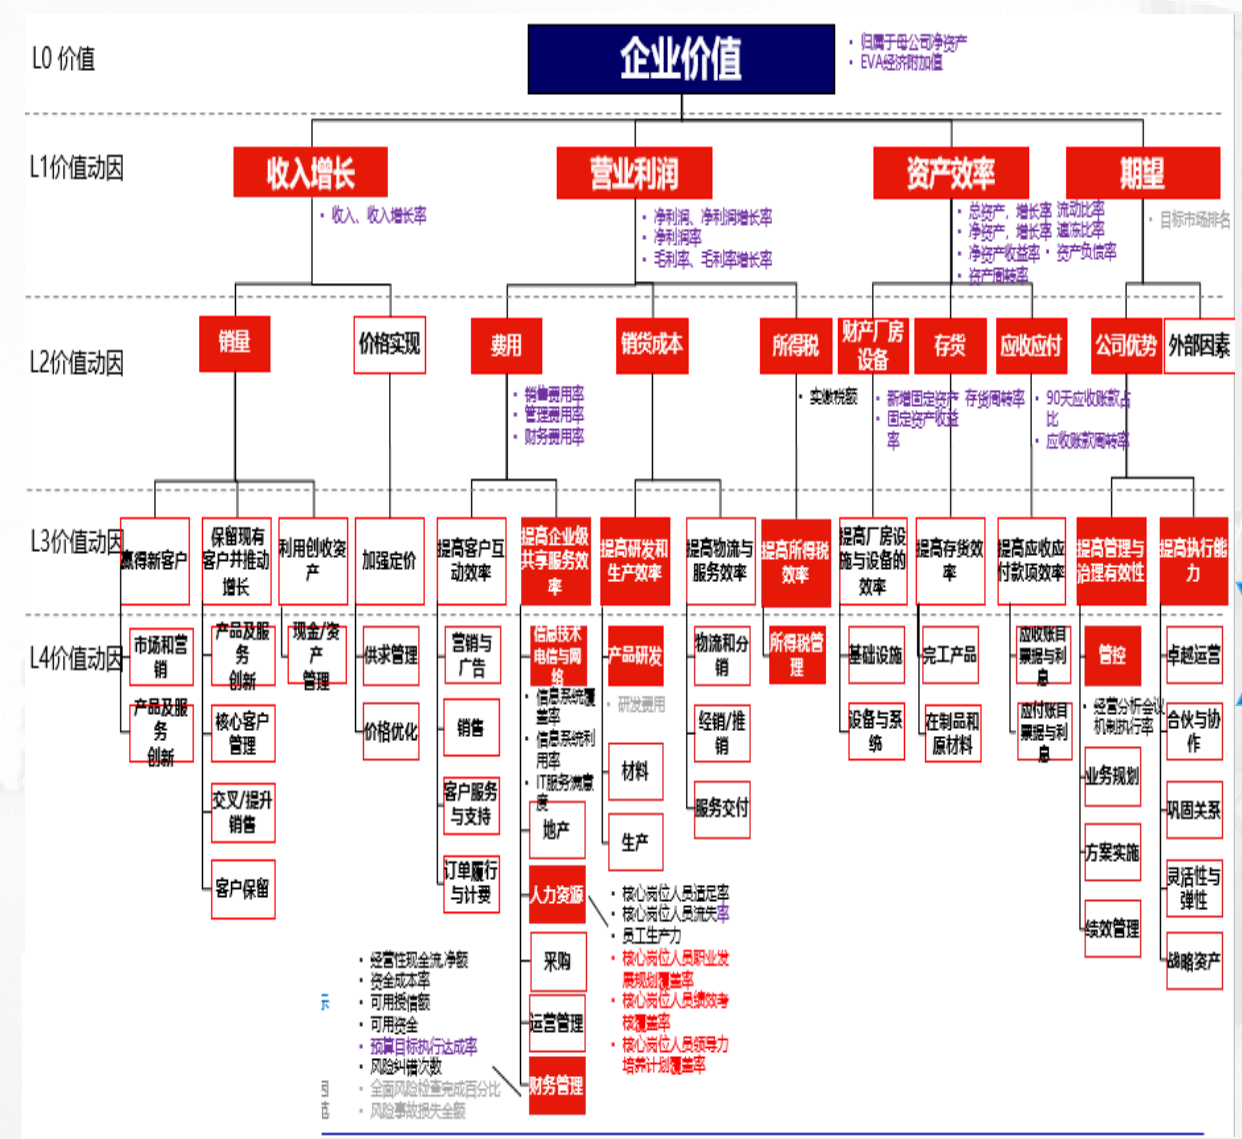 L0 价值
企业价值
• 归属于母公司净资产
• EVA经济附加值
L1价值动因
收入增长
营业利润
资产效率
期望
• 收入、收入增长率
• 净利润、净利润增长率
• 净利润率
• 毛利率、毛利率增长率
• 总资产，增长率 流动比率
• 净资产，增长率 速冻比率
• 净资产收益率 • 资产负债率
• 资产周转率
• 目标市场排名
L2价值动因
销量
价格实现
费用
销货成本
所得税
财产厂房
设备
存货
应收应付
公司优势
外部因素
• 销售费用率
• 管理费用率
• 财务费用率
• 实缴税额
• 新增固定资产
• 固定资产收益
率
存货周转率
• 90天应收账款占
比
• 应收账款周转率
L3价值动因
赢得新客户
保留现有
客户并推动
增长
利用创收资
产
加强定价
提高客户互
动效率
提高企业级
共享服务效
率
提高研发和
生产效率
提高物流与
服务效率
提高所得税
效率
提高厂房设
施与设备的
效率
提高存货效
率
提高应收应
付款项效率
提高管理与
治理有效性
提高执行能
力
L4价值动因
市场和营
销
产品及服
务
创新
产品及服
务
创新
核心客户
管理
交叉/提升
销售
客户保留
现金/资
产
管理
供求管理
价格优化
营销与
广告
销售
客户服务
与支持
订单履行
与计费
信息技术
电信与网
络
• 信息系统覆
盖率
• 信息系统利
用率
• IT服务满意
度
地产
人力资源
采购
运营管理
财务管理
产品研发
• 研发费用
材料
生产
• 核心岗位人员适足率
• 核心岗位人员流失率
• 员工生产力
• 核心岗位人员职业发
展规划覆盖率
• 核心岗位人员绩效考
核覆盖率
• 核心岗位人员领导力
培养计划覆盖率
物流和分
销
经销/推
销
服务交付
所得税管
理
基础设施
设备与系
统
完工产品
在制品和
原材料
应收账目
票据与利
息
应付账目
票据与利
息
管控
• 经营分析会议
机制执行率
业务规划
方案实施
绩效管理
卓越运营
合伙与协
作
巩固关系
灵活性与
弹性
战略资产
• 经营性现金流净额
• 资金成本率
• 可用授信额
• 可用资金
• 预算目标执行达成率
• 风险纠错次数
• 全面风险检查完成百分比
• 风险事故损失金额